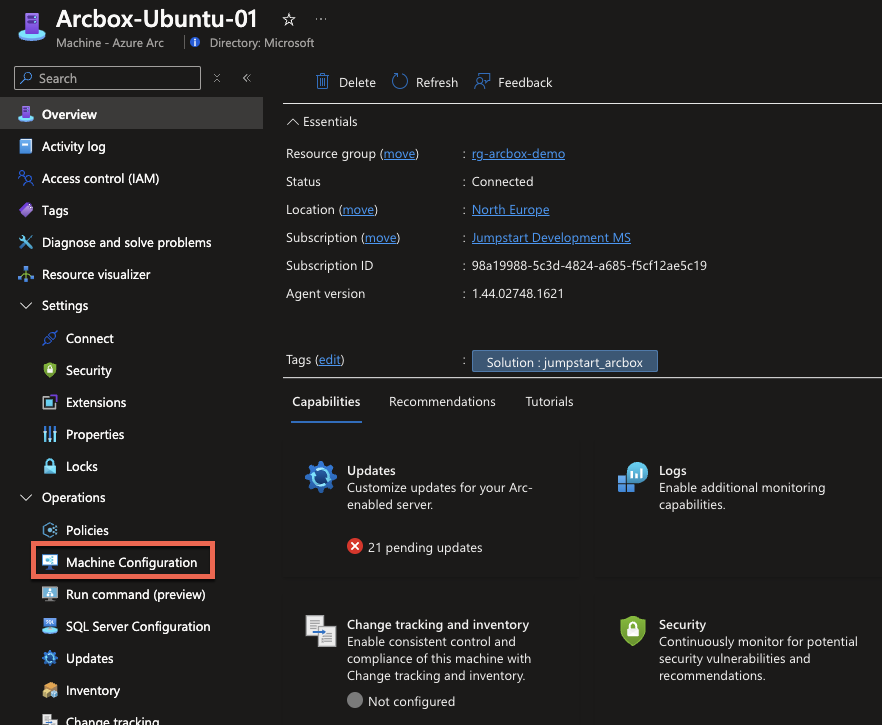 Arcbox-Ubuntu-01
Machine - Azure Arc
Directory: Microsoft
Search
Overview
Activity log
Access control (IAM)
Tags
Diagnose and solve problems
Resource visualizer
Settings
Connect
Security
Extensions
Properties
Locks
Operations
Policies
Machine Configuration
Run command (preview)
SQL Server Configuration
Updates
Inventory
Change tracking
Delete
Refresh
Feedback
Essentials
Resource group (move) : rg-arcbox-demo
Status : Connected
Location (move) : North Europe
Subscription (move) : Jumpstart Development MS
Subscription ID : 98a19988-5c3d-4824-a685-f5cf12ae5c19
Agent version : 1.44.02748.1621
Tags (edit) : Solution : jumpstart_arcbox
Capabilities
Recommendations
Tutorials
Updates
Customize updates for your Arc-
enabled server.
21 pending updates
Logs
Enable additional monitoring
capabilities.
Change tracking and inventory
Enable consistent control and
compliance of this machine with
Change tracking and inventory.
Not configured
Security
Continuously monitor for potential
security vulnerabilities and
recommendations.